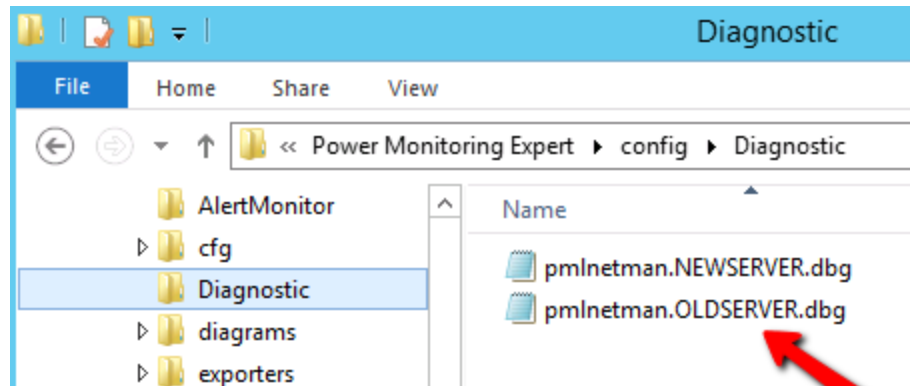 Diagnostic
File Home Share View
« Power Monitoring Expert config Diagnostic
AlertMonitor
cfg
Diagnostic
diagrams
exporters
Name
pmlnetman.NEWSERVER.dbg
pmlnetman.OLDSERVER.dbg